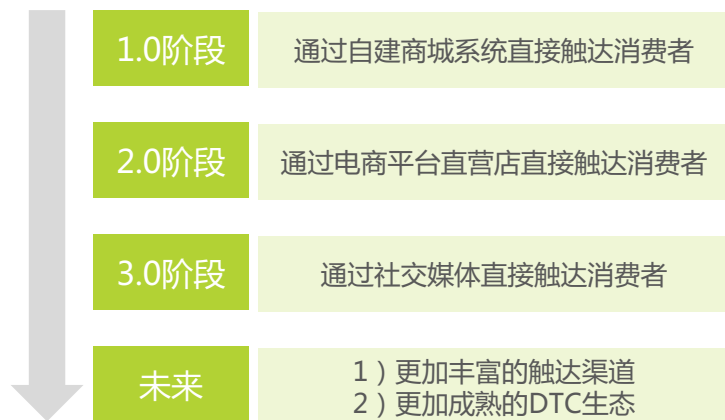 1.0阶段
通过自建商城系统直接触达消费者
2.0阶段
通过电商平台直营店直接触达消费者
3.0阶段
通过社交媒体直接触达消费者
未来
1）更加丰富的触达渠道
2）更加成熟的DTC生态